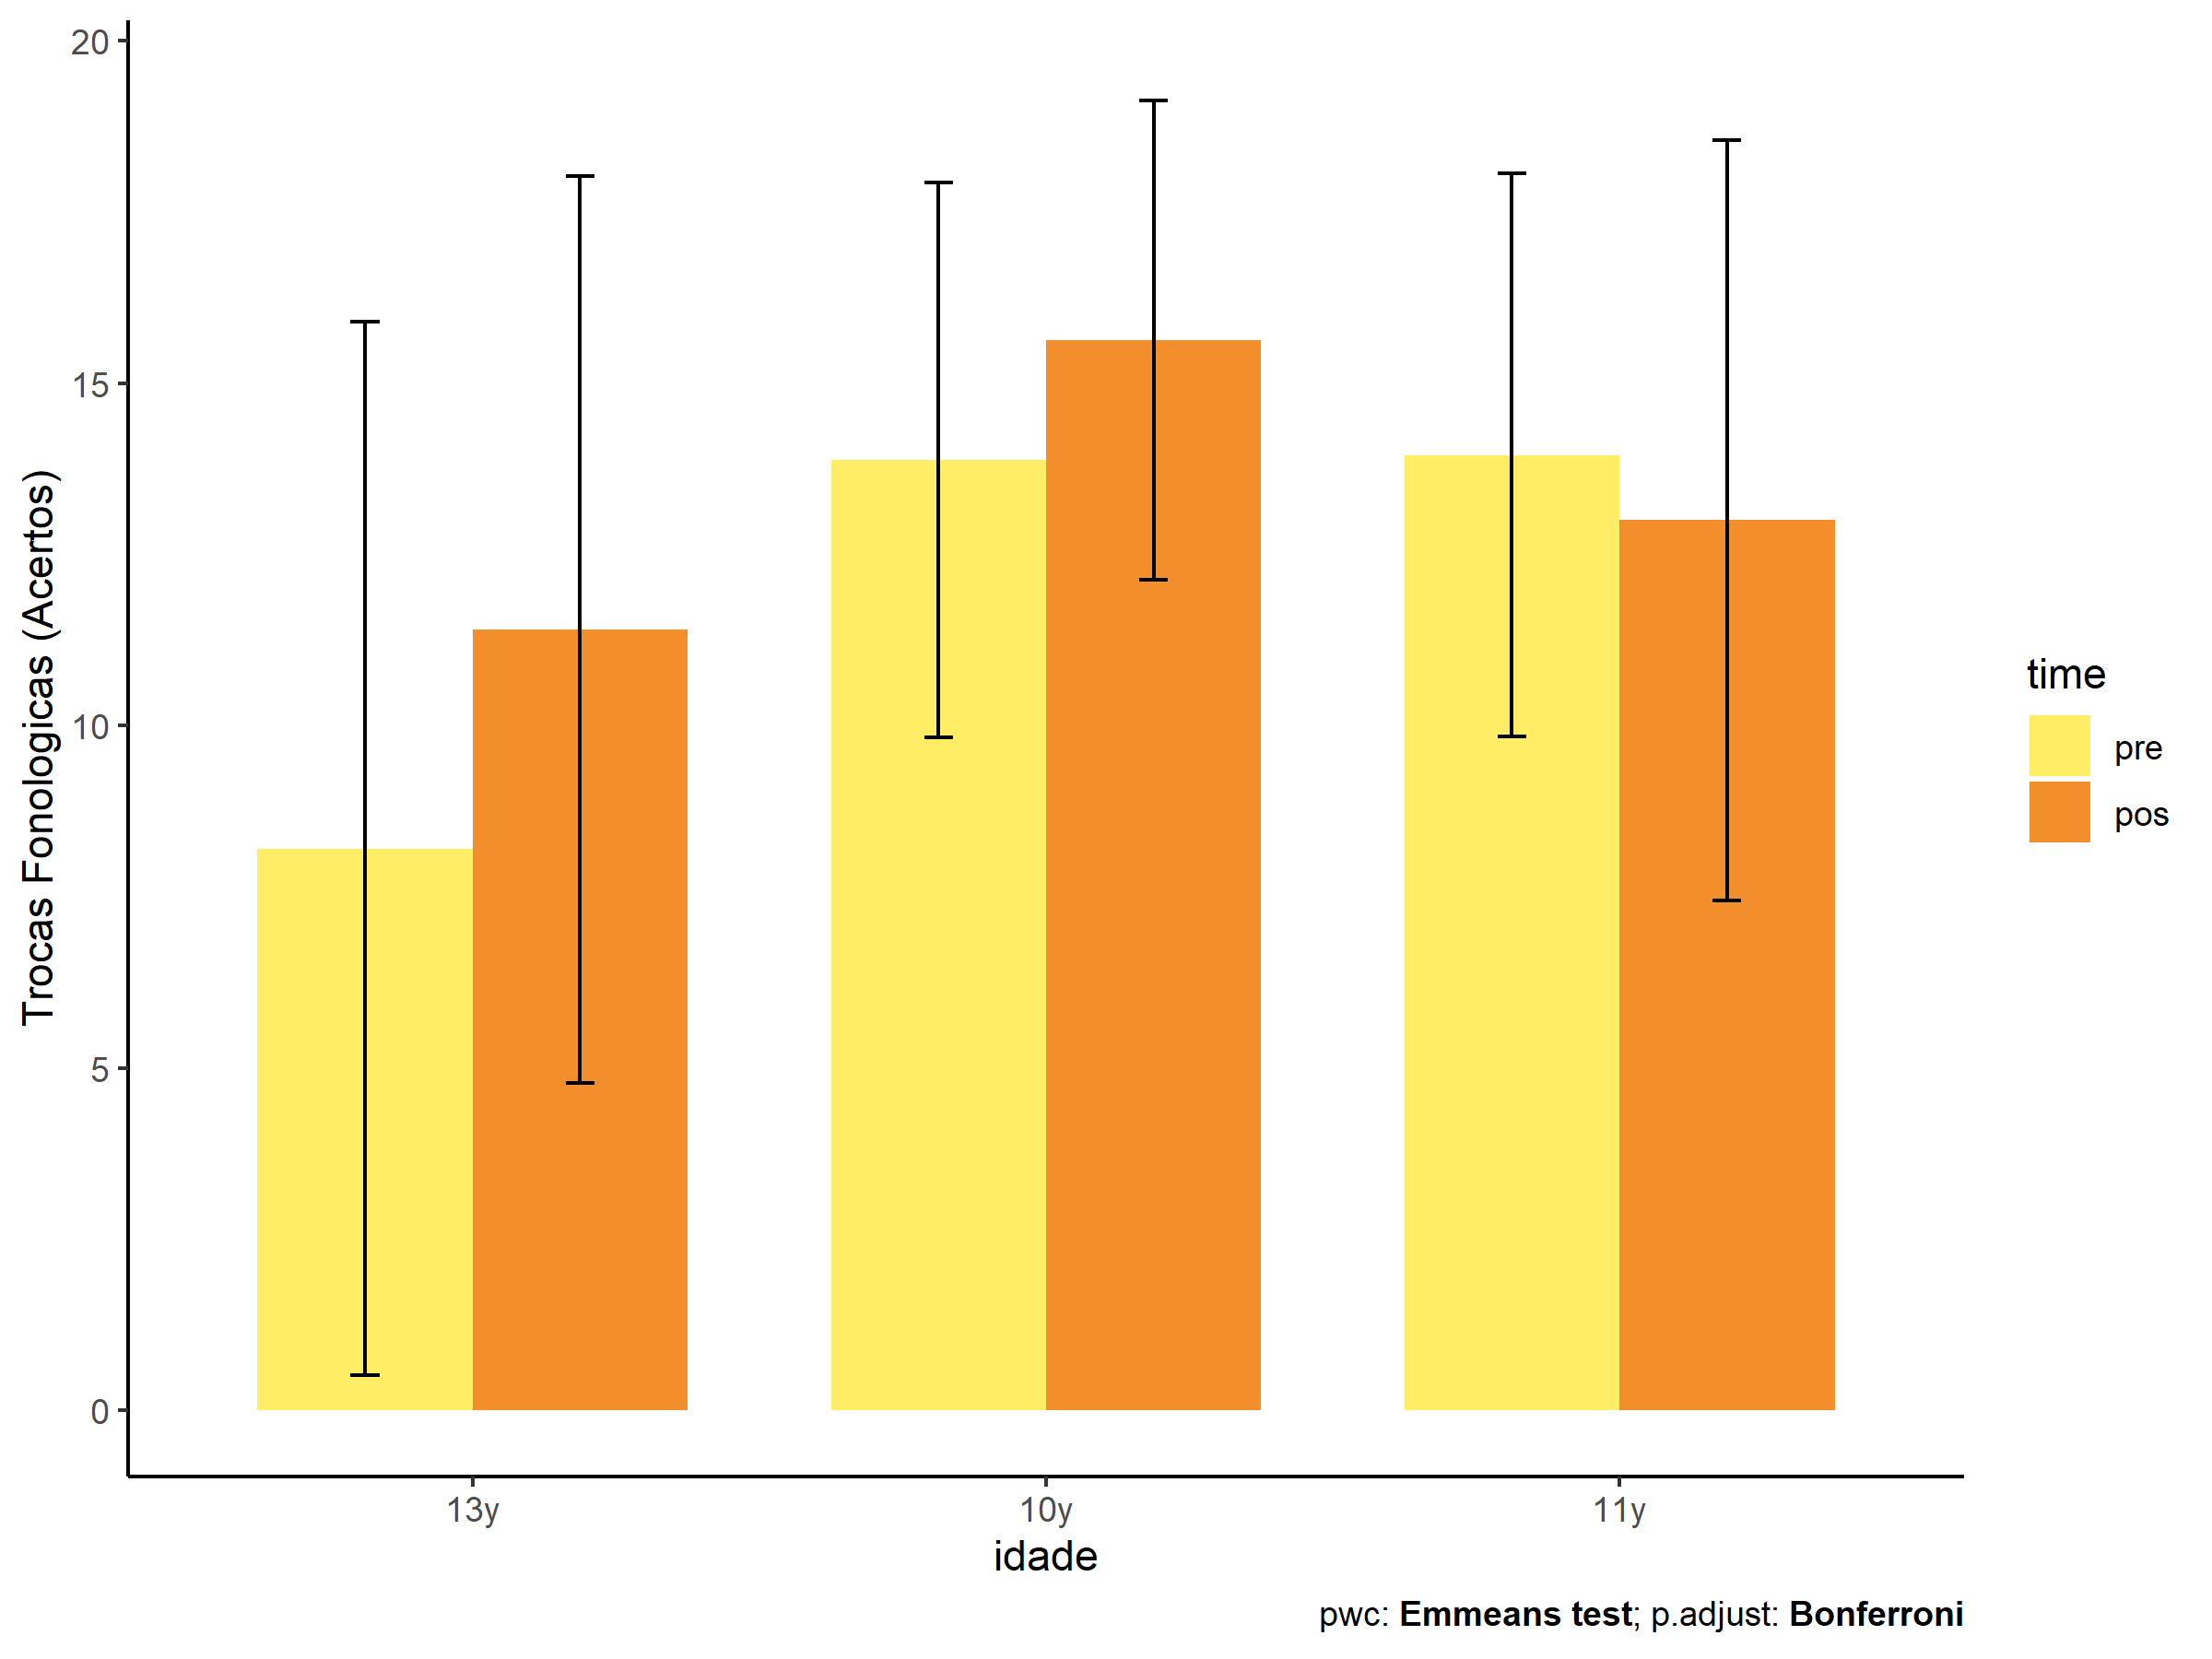 Trocas Fonologicas (Acertos)
20
15
10
5
0
13y
10y
11y
idade
time
pre
pos
pwc: Emmeans test; p.adjust: Bonferroni